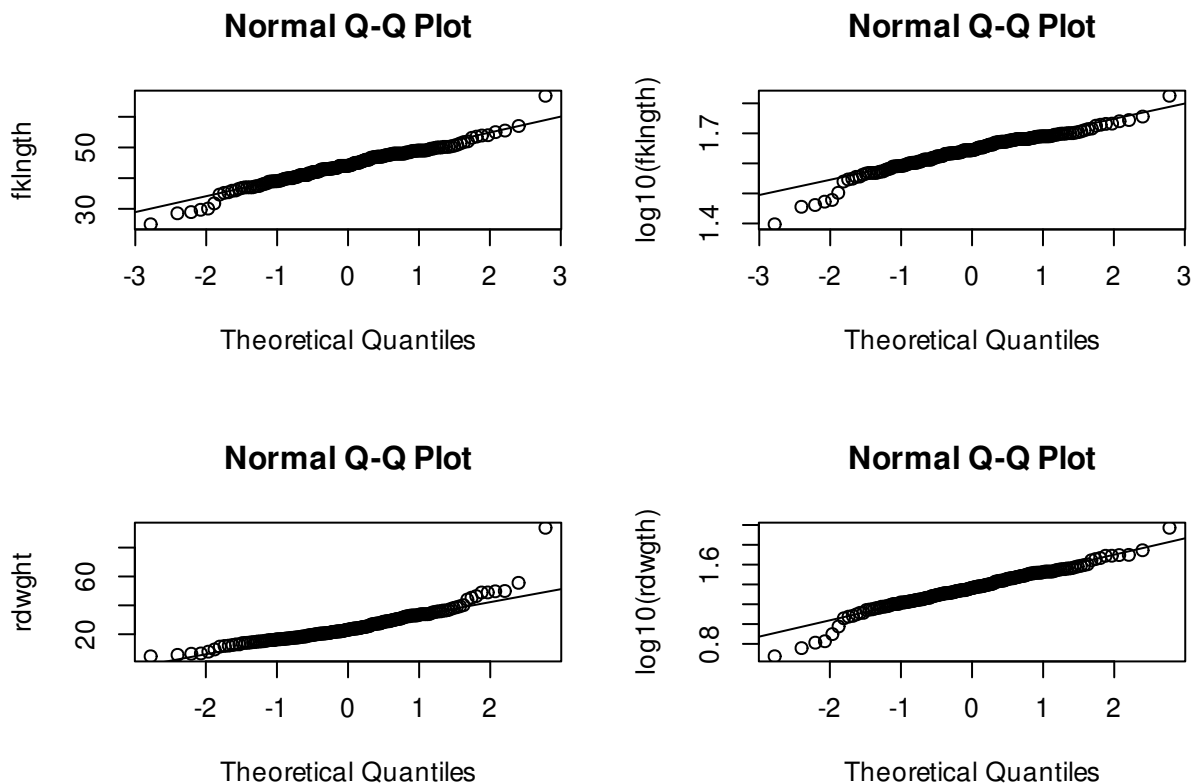 Normal Q-Q Plot
fklngth
30
50
-3 -2 -1 0 1 2 3
Theoretical Quantiles
Normal Q-Q Plot
log10(fklngth)
1.4
1.7
-3 -2 -1 0 1 2 3
Theoretical Quantiles
Normal Q-Q Plot
rdwght
20
60
-2 -1 0 1 2
Theoretical Quantiles
Normal Q-Q Plot
log10(rdwgth)
0.8
1.6
-2 -1 0 1 2
Theoretical Quantiles